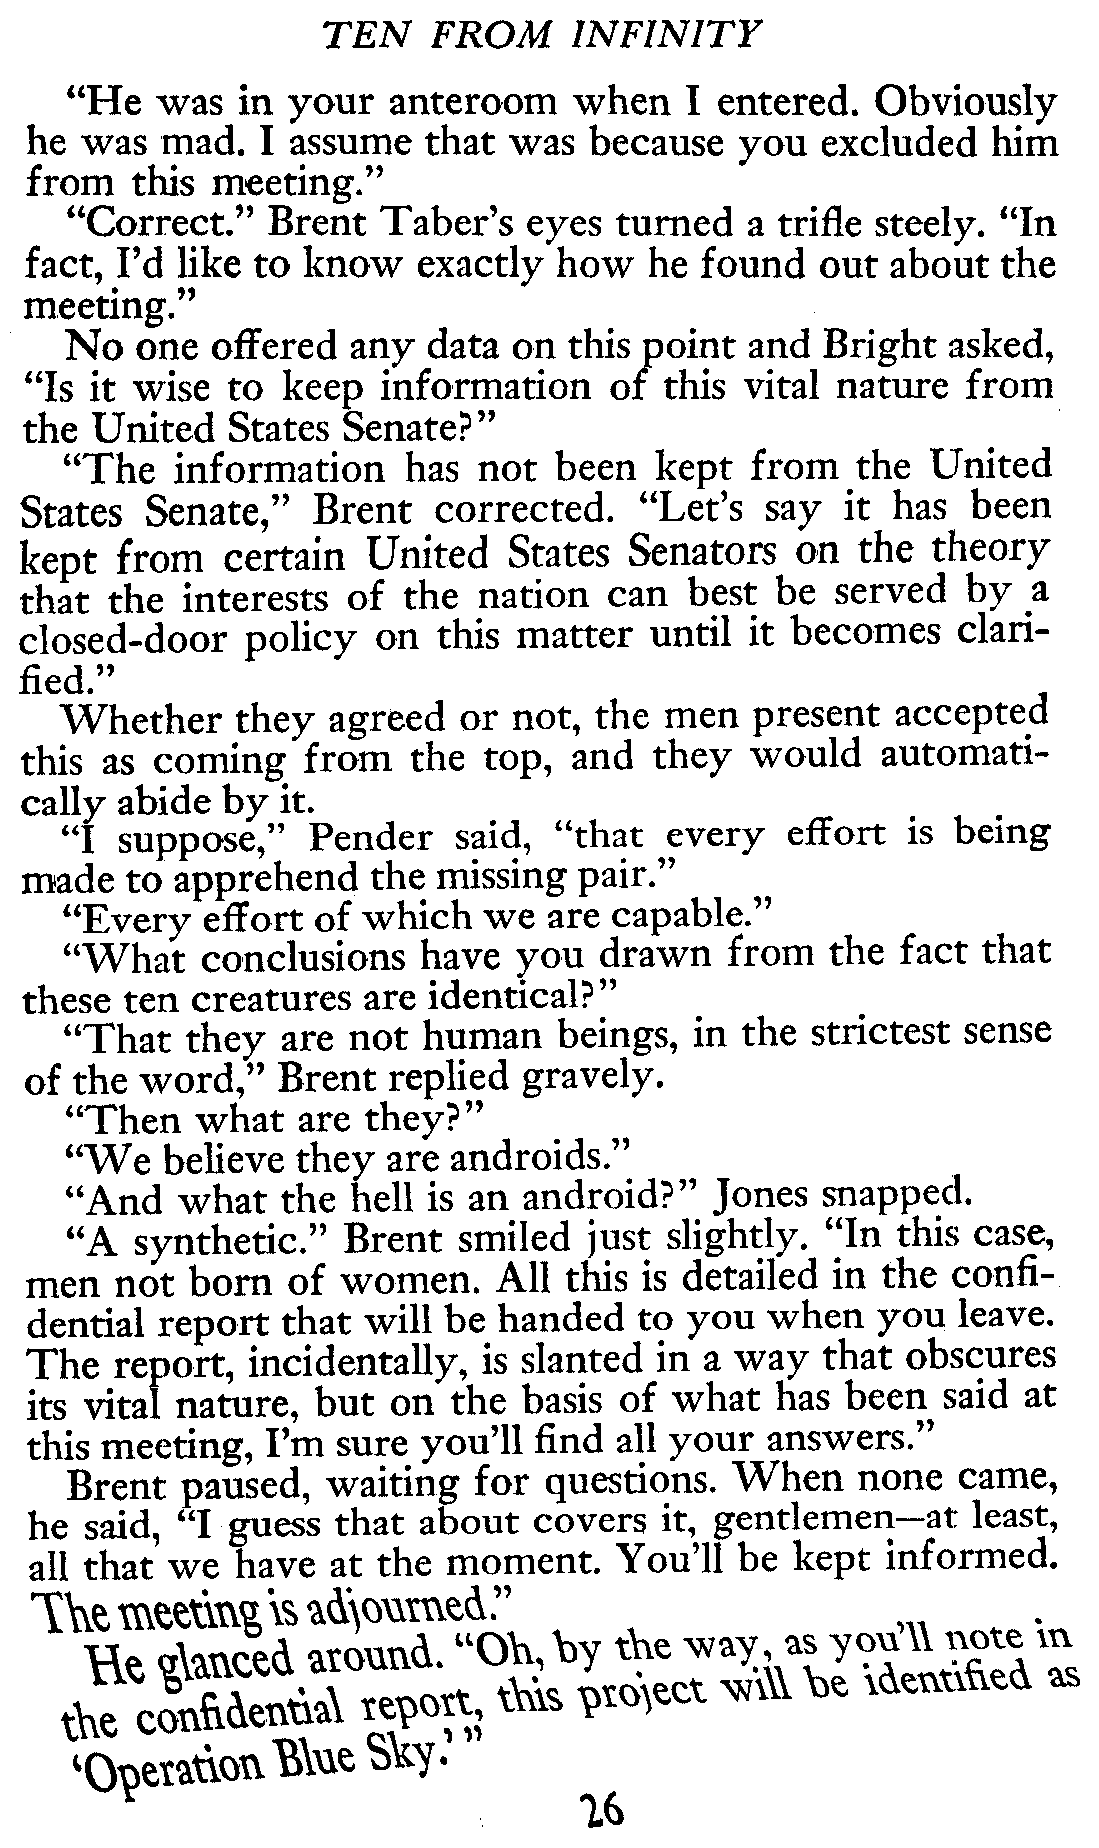 TEN FROM INFINITY
“He was in your anteroom when I entered. Obviously
he was mad. I assume that was because you excluded him
from this meeting.”
“Correct.” Brent Taber’s eyes turned a trifle steely. “In
fact, I’d like to know exactly how he found out about the
meeting.”
No one offered any data on this point and Bright asked,
“Is it wise to keep information of this vital nature from
the United States Senate?”
“The information has not been kept from the United
States Senate,” Brent corrected. “Let’s say it has been
kept from certain United States Senators on the theory
that the interests of the nation can best be served by a
closed-door policy on this matter until it becomes clari-
fied.”
Whether they agreed or not, the men present accepted
this as coming from the top, and they would automati-
cally abide by it.
“I suppose,” Pender said, “that every effort is being
made to apprehend the missing pair.”
“Every effort of which we are capable.”
“What conclusions have you drawn from the fact that
these ten creatures are identical?”
“That they are not human beings, in the strictest sense
of the word,” Brent replied gravely.
“Then what are they?”
“We believe they are androids.”
“And what the hell is an android?” Jones snapped.
“A synthetic.” Brent smiled just slightly. “In this case,
men not born of women. All this is detailed in the confi-
dential report that will be handed to you when you leave.
The report, incidentally, is slanted in a way that obscures
its vital nature, but on the basis of what has been said at
this meeting, I’m sure you’ll find all your answers.”
Brent paused, waiting for questions. When none came,
he said, “I guess that about covers it, gentlemen—at least,
all that we have at the moment. You’ll be kept informed.
The meeting is adjourned.”
He glanced around. “Oh, by the way, as you’ll note in
the confidential report, this project will be identified as
‘Operation Blue Sky.’ ”
26